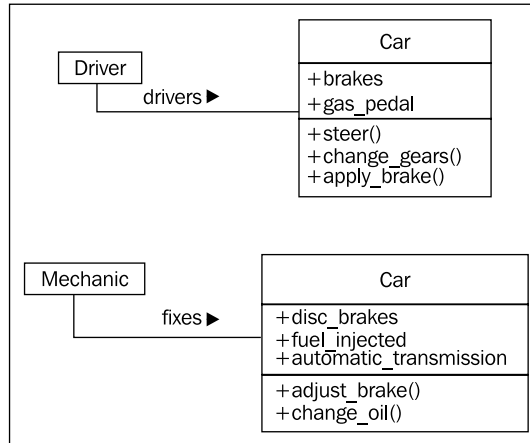 Car
Driver
+brakes
+gas_pedal
drivers ▶
+steer()
+change_gears()
+apply_brake()
Car
Mechanic
+disc_brakes
+fuel_injected
+automatic_transmission
fixes ▶
+adjust_brake()
+change_oil()